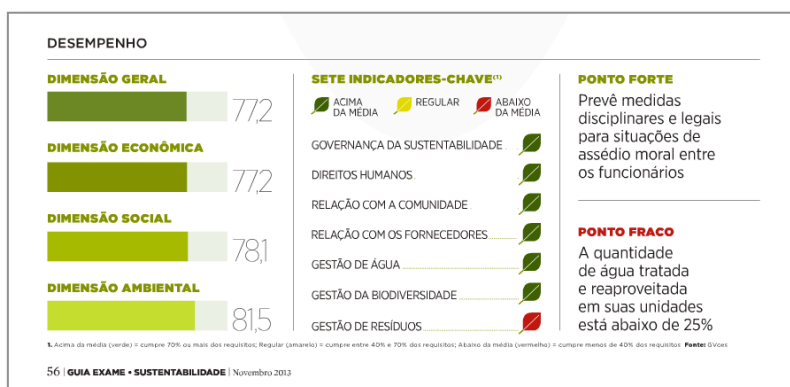 DESEMPENHO
DIMENSÃO GERAL
77,2
DIMENSÃO ECONÔMICA
77,2
DIMENSÃO SOCIAL
78,1
DIMENSÃO AMBIENTAL
81,5
SETE INDICADORES-CHAVE(1)
ACIMA
DA MÉDIA
REGULAR
ABAIXO
DA MÉDIA
GOVERNANÇA DA SUSTENTABILIDADE
DIREITOS HUMANOS
RELAÇÃO COM A COMUNIDADE
RELAÇÃO COM OS FORNECEDORES
GESTÃO DE ÁGUA
GESTÃO DA BIODIVERSIDADE
GESTÃO DE RESÍDUOS
PONTO FORTE
Prevê medidas
disciplinares e legais
para situações de
assédio moral entre
os funcionários
PONTO FRACO
A quantidade
de água tratada
e reaproveitada
em suas unidades
está abaixo de 25%
1. Acima da média (verde) = cumpre 70% ou mais dos requisitos; Regular (amarelo) = cumpre entre 40% e 70% dos requisitos; Abaixo da média (vermelho) = cumpre menos de 40% dos requisitos Fonte: GVces
56 | GUIA EXAME • SUSTENTABILIDADE | Novembro 2013